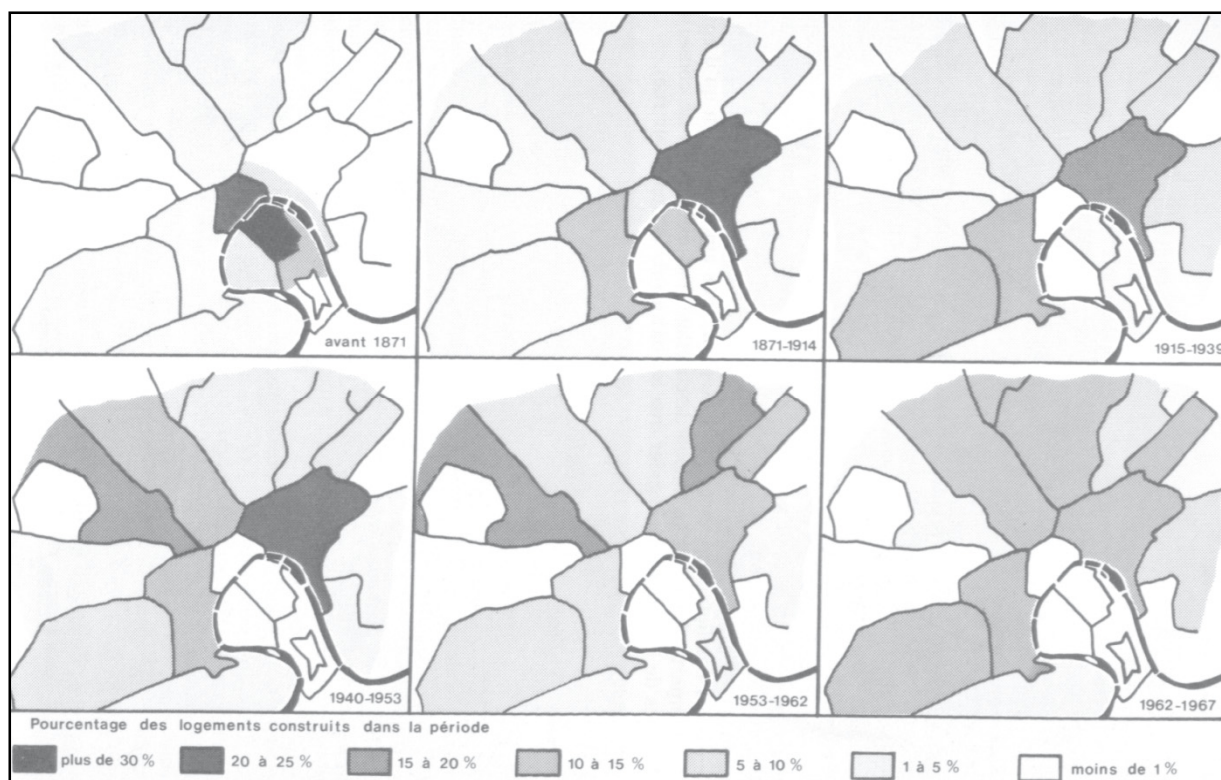 avant 1871
1871-1914
1915-1939
1940-1953
1953-1962
1962-1967
Pourcentage des logements construits dans la période
plus de 30 %
20 à 25 %
15 à 20 %
10 à 15 %
5 à 10 %
1 à 5 %
moins de 1 %